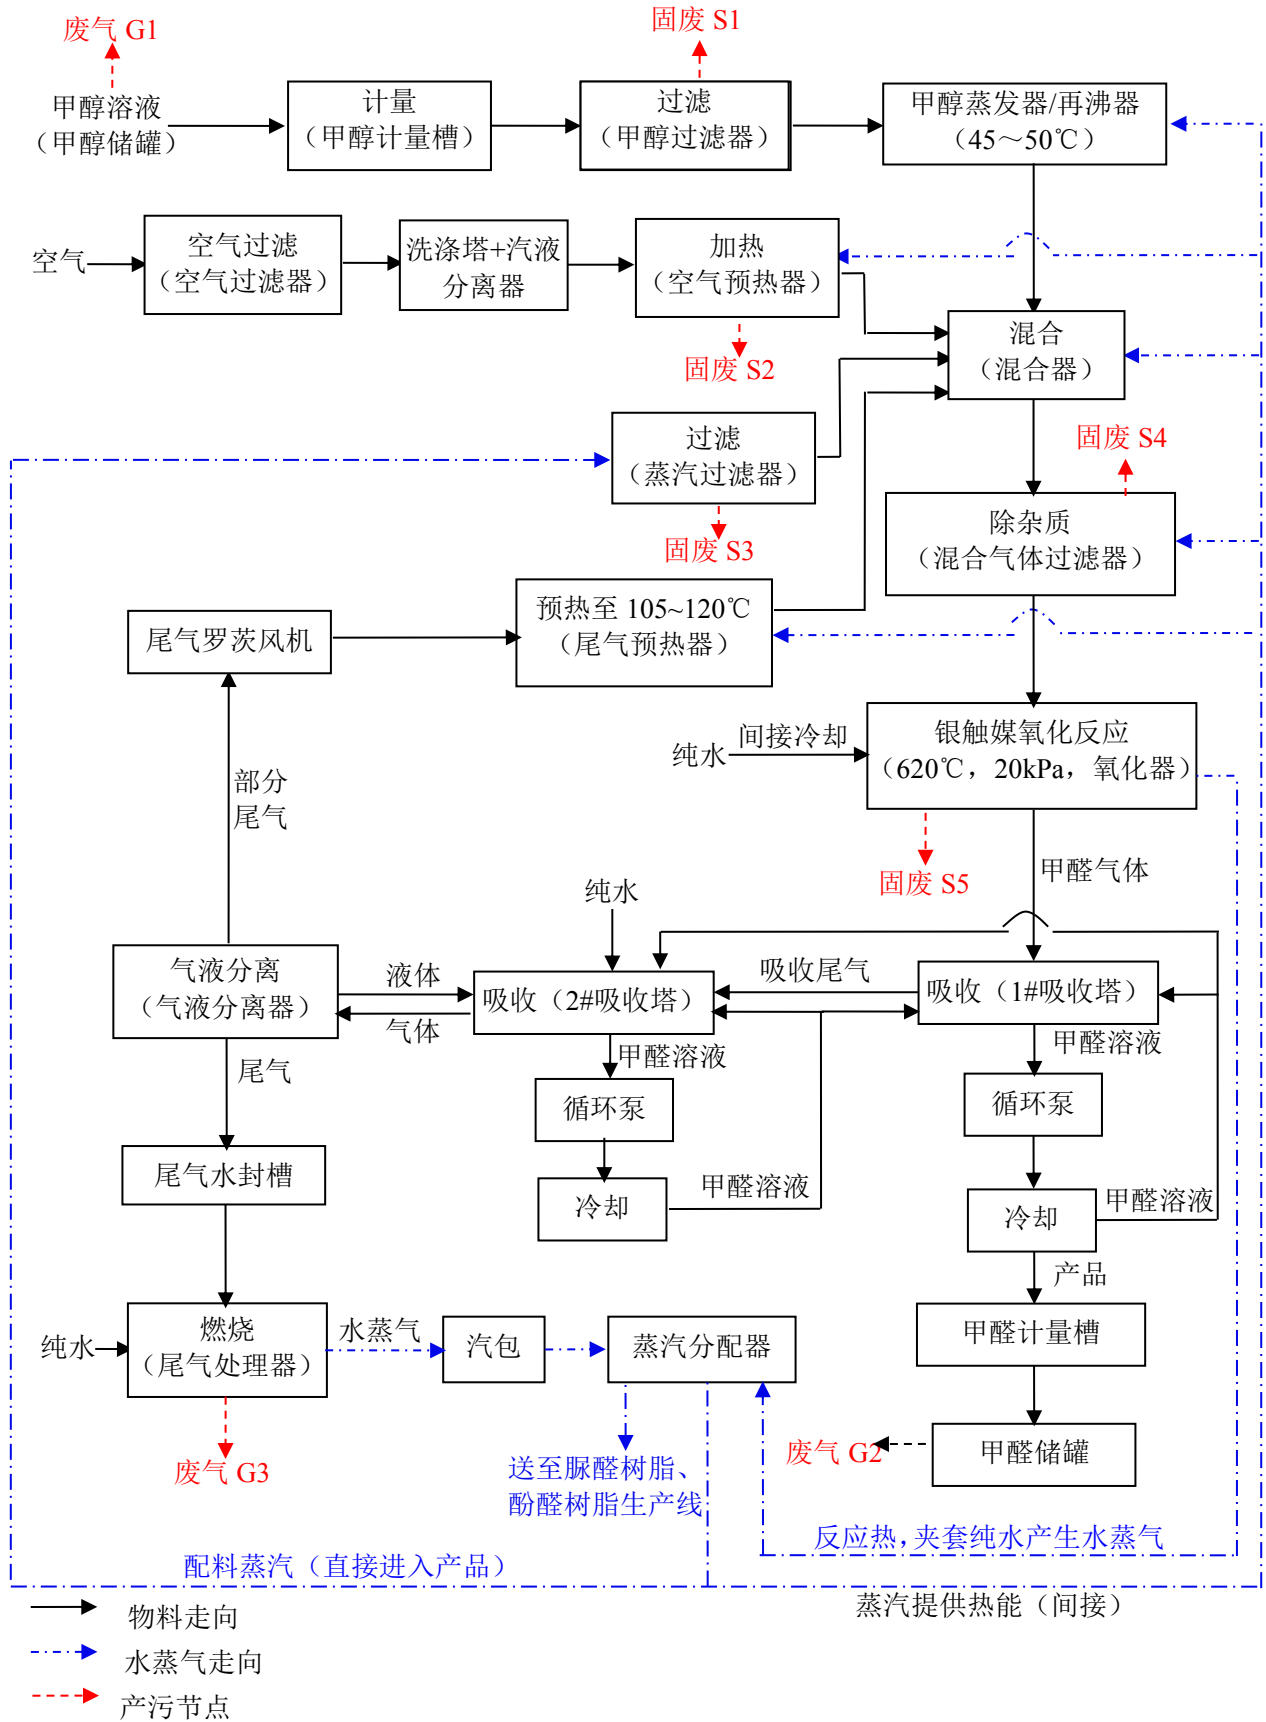 废气 G1
固废 S1
甲醇溶液
（甲醇储罐）
计量
（甲醇计量槽）
过滤
（甲醇过滤器）
甲醇蒸发器/再沸器
（45～50℃）
空气
空气过滤
（空气过滤器）
洗涤塔+汽液
分离器
加热
（空气预热器）
混合
（混合器）
固废 S2
过滤
（蒸汽过滤器）
固废 S4
固废 S3
除杂质
（混合气体过滤器）
尾气罗茨风机
预热至 105~120℃
（尾气预热器）
纯水
间接冷却
银触媒氧化反应
（620℃，20kPa，氧化器）
部分
尾气
固废 S5
甲醛气体
纯水
气液分离
（气液分离器）
液体
气体
吸收（2#吸收塔）
吸收尾气
吸收（1#吸收塔）
尾气
甲醛溶液
甲醛溶液
循环泵
循环泵
尾气水封槽
冷却
甲醛溶液
冷却
甲醛溶液
产品
纯水
燃烧
（尾气处理器）
水蒸气
汽包
蒸汽分配器
甲醛计量槽
废气 G3
送至脲醛树脂、
酚醛树脂生产线
废气 G2
甲醛储罐
反应热，夹套纯水产生水蒸气
配料蒸汽（直接进入产品）
蒸汽提供热能（间接）
物料走向
水蒸气走向
产污节点